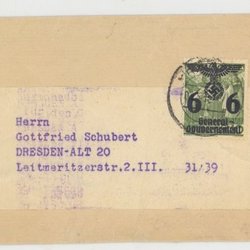 6 6
General-
Gouvernement
Herrn
Gottfried Schubert
DRESDEN-ALT 20
Leitmeritzerstr.2.III. 31/39